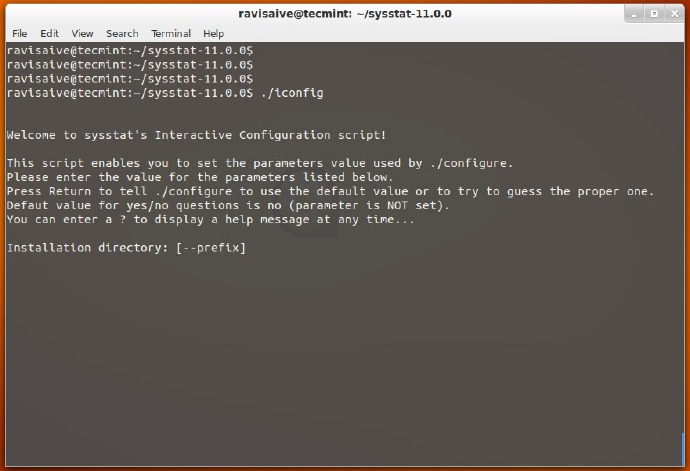 ravisaive@tecmint: ~/sysstat-11.0.0
File Edit View Search Terminal Help
ravisaive@tecmint:~/sysstat-11.0.0$
ravisaive@tecmint:~/sysstat-11.0.0$
ravisaive@tecmint:~/sysstat-11.0.0$
ravisaive@tecmint:~/sysstat-11.0.0$ ./iconfig
Welcome to sysstat's Interactive Configuration script!
This script enables you to set the parameters value used by ./configure.
Please enter the value for the parameters listed below.
Press Return to tell ./configure to use the default value or to try to guess the proper one.
Defaut value for yes/no questions is no (parameter is NOT set).
You can enter a ? to display a help message at any time...
Installation directory: [--prefix]